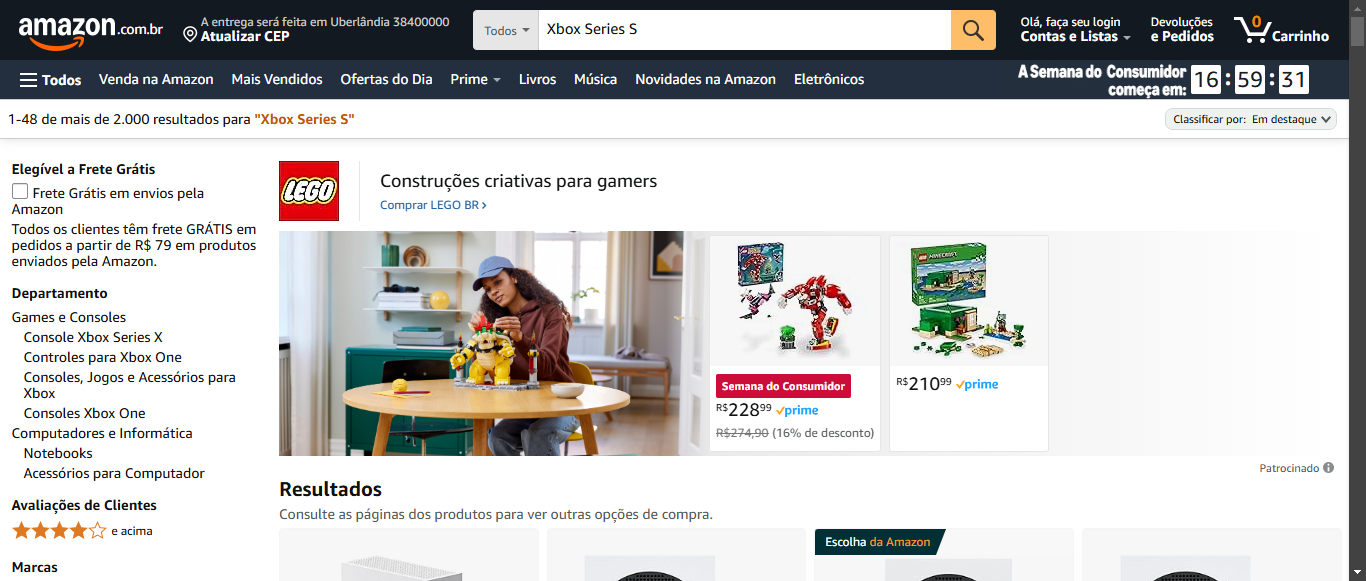 amazon.com.br
A entrega será feita em Uberlândia 38400000
Atualizar CEP
Todos
Xbox Series S
Olá, faça seu login
Contas e Listas
Devoluções
e Pedidos
0
Carrinho
Todos
Venda na Amazon
Mais Vendidos
Ofertas do Dia
Prime
Livros
Música
Novidades na Amazon
Eletrônicos
A Semana do Consumidor
começa em:
16 : 59 : 31
1-48 de mais de 2.000 resultados para "Xbox Series S"
Classificar por: Em destaque
Elegível a Frete Grátis
Frete Grátis em envios pela
Amazon
Todos os clientes têm frete GRÁTIS em
pedidos a partir de R$ 79 em produtos
enviados pela Amazon.
Departamento
Games e Consoles
Console Xbox Series X
Controles para Xbox One
Consoles, Jogos e Acessórios para
Xbox
Consoles Xbox One
Computadores e Informática
Notebooks
Acessórios para Computador
Avaliações de Clientes
e acima
Marcas
LEGO
Construções criativas para gamers
Comprar LEGO BR ›
MINECRAFT
Semana do Consumidor
R$22899 prime
R$274,90 (16% de desconto)
R$21099 prime
Patrocinado
Resultados
Consulte as páginas dos produtos para ver outras opções de compra.
Escolha da Amazon